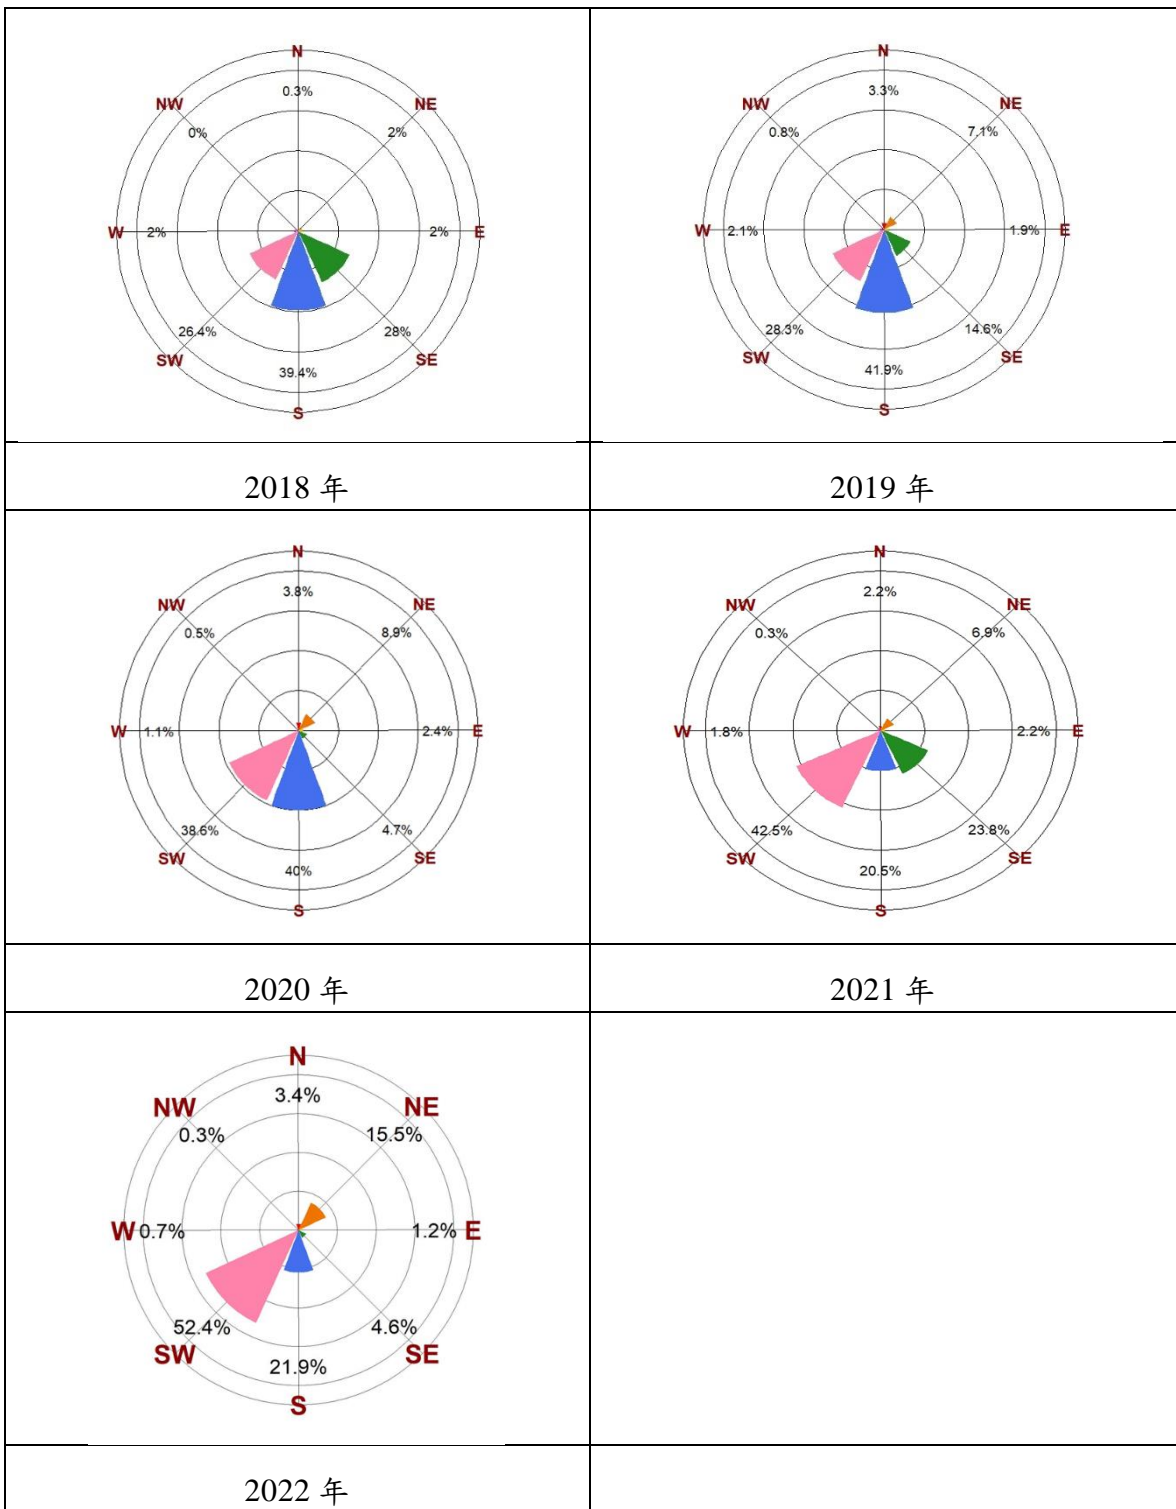 N
0.3%
NW
NE
0%
2%
W
2%
2%
E
26.4%
28%
SW
SE
39.4%
S
2018 年
N
3.3%
NW
NE
0.8%
7.1%
W
2.1%
1.9%
E
28.3%
14.6%
SW
SE
41.9%
S
2019 年
N
3.8%
NW
NE
0.5%
8.9%
W
1.1%
2.4%
E
38.6%
4.7%
SW
SE
40%
S
2020 年
N
2.2%
NW
NE
0.3%
6.9%
W
1.8%
2.2%
E
42.5%
23.8%
SW
SE
20.5%
S
2021 年
N
3.4%
NW
NE
0.3%
15.5%
W
0.7%
1.2%
E
52.4%
4.6%
SW
SE
21.9%
S
2022 年